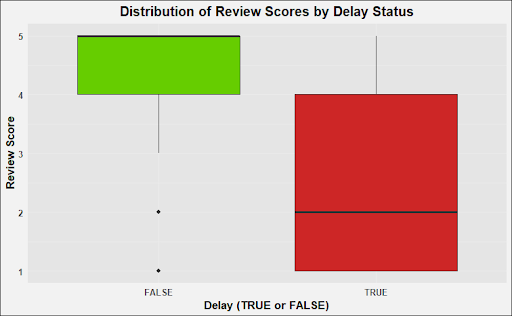 Distribution of Review Scores by Delay Status
Review Score
5
4
3
2
1
FALSE TRUE
Delay (TRUE or FALSE)